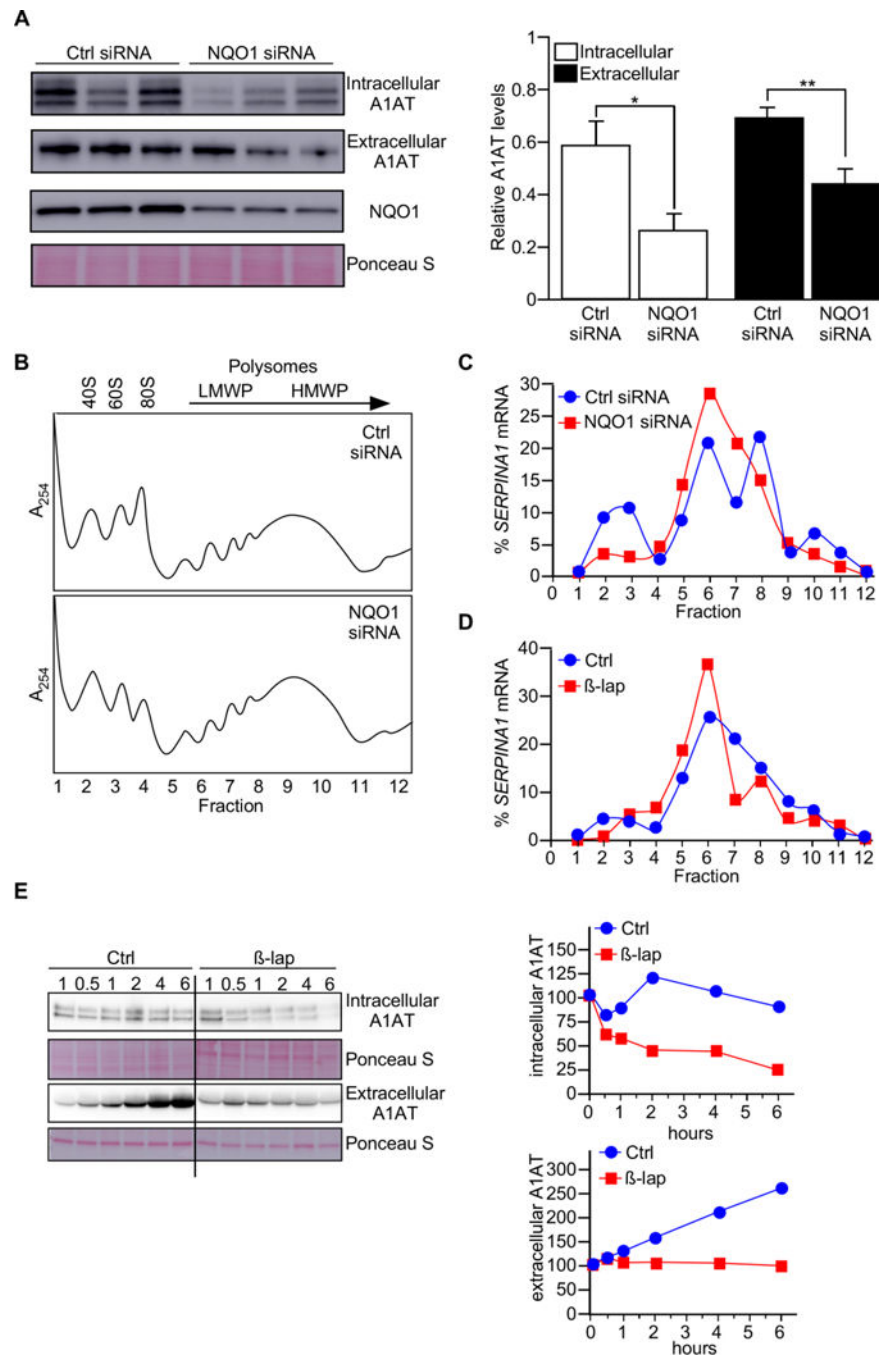 A
Ctrl siRNA NQO1 siRNA
Intracellular
A1AT
Extracellular
A1AT
NQO1
Ponceau S
Intracellular
Extracellular
Relative A1AT levels
1
0.8
0.6
0.4
0.2
0
*
**
Ctrl
siRNA
NQO1
siRNA
Ctrl
siRNA
NQO1
siRNA
B
40S 60S 80S
Polysomes
LMWP HMWP
Ctrl
siRNA
A254
NQO1
siRNA
A254
1 2 3 4 5 6 7 8 9 10 11 12
Fraction
C
Ctrl siRNA
NQO1 siRNA
% SERPINA1 mRNA
30
25
20
15
10
5
0
0 1 2 3 4 5 6 7 8 9 10 11 12
Fraction
D
Ctrl
ß-lap
% SERPINA1 mRNA
40
30
20
10
0
0 1 2 3 4 5 6 7 8 9 10 11 12
Fraction
E
Ctrl ß-lap
1 0.5 1 2 4 6 1 0.5 1 2 4 6
Intracellular
A1AT
Ponceau S
Extracellular
A1AT
Ponceau S
Ctrl
ß-lap
intracellular A1AT
150
125
100
75
50
25
0
0 1 2 3 4 5 6
hours
Ctrl
ß-lap
extracellular A1AT
300
250
200
150
100
50
0
0 1 2 3 4 5 6
hours